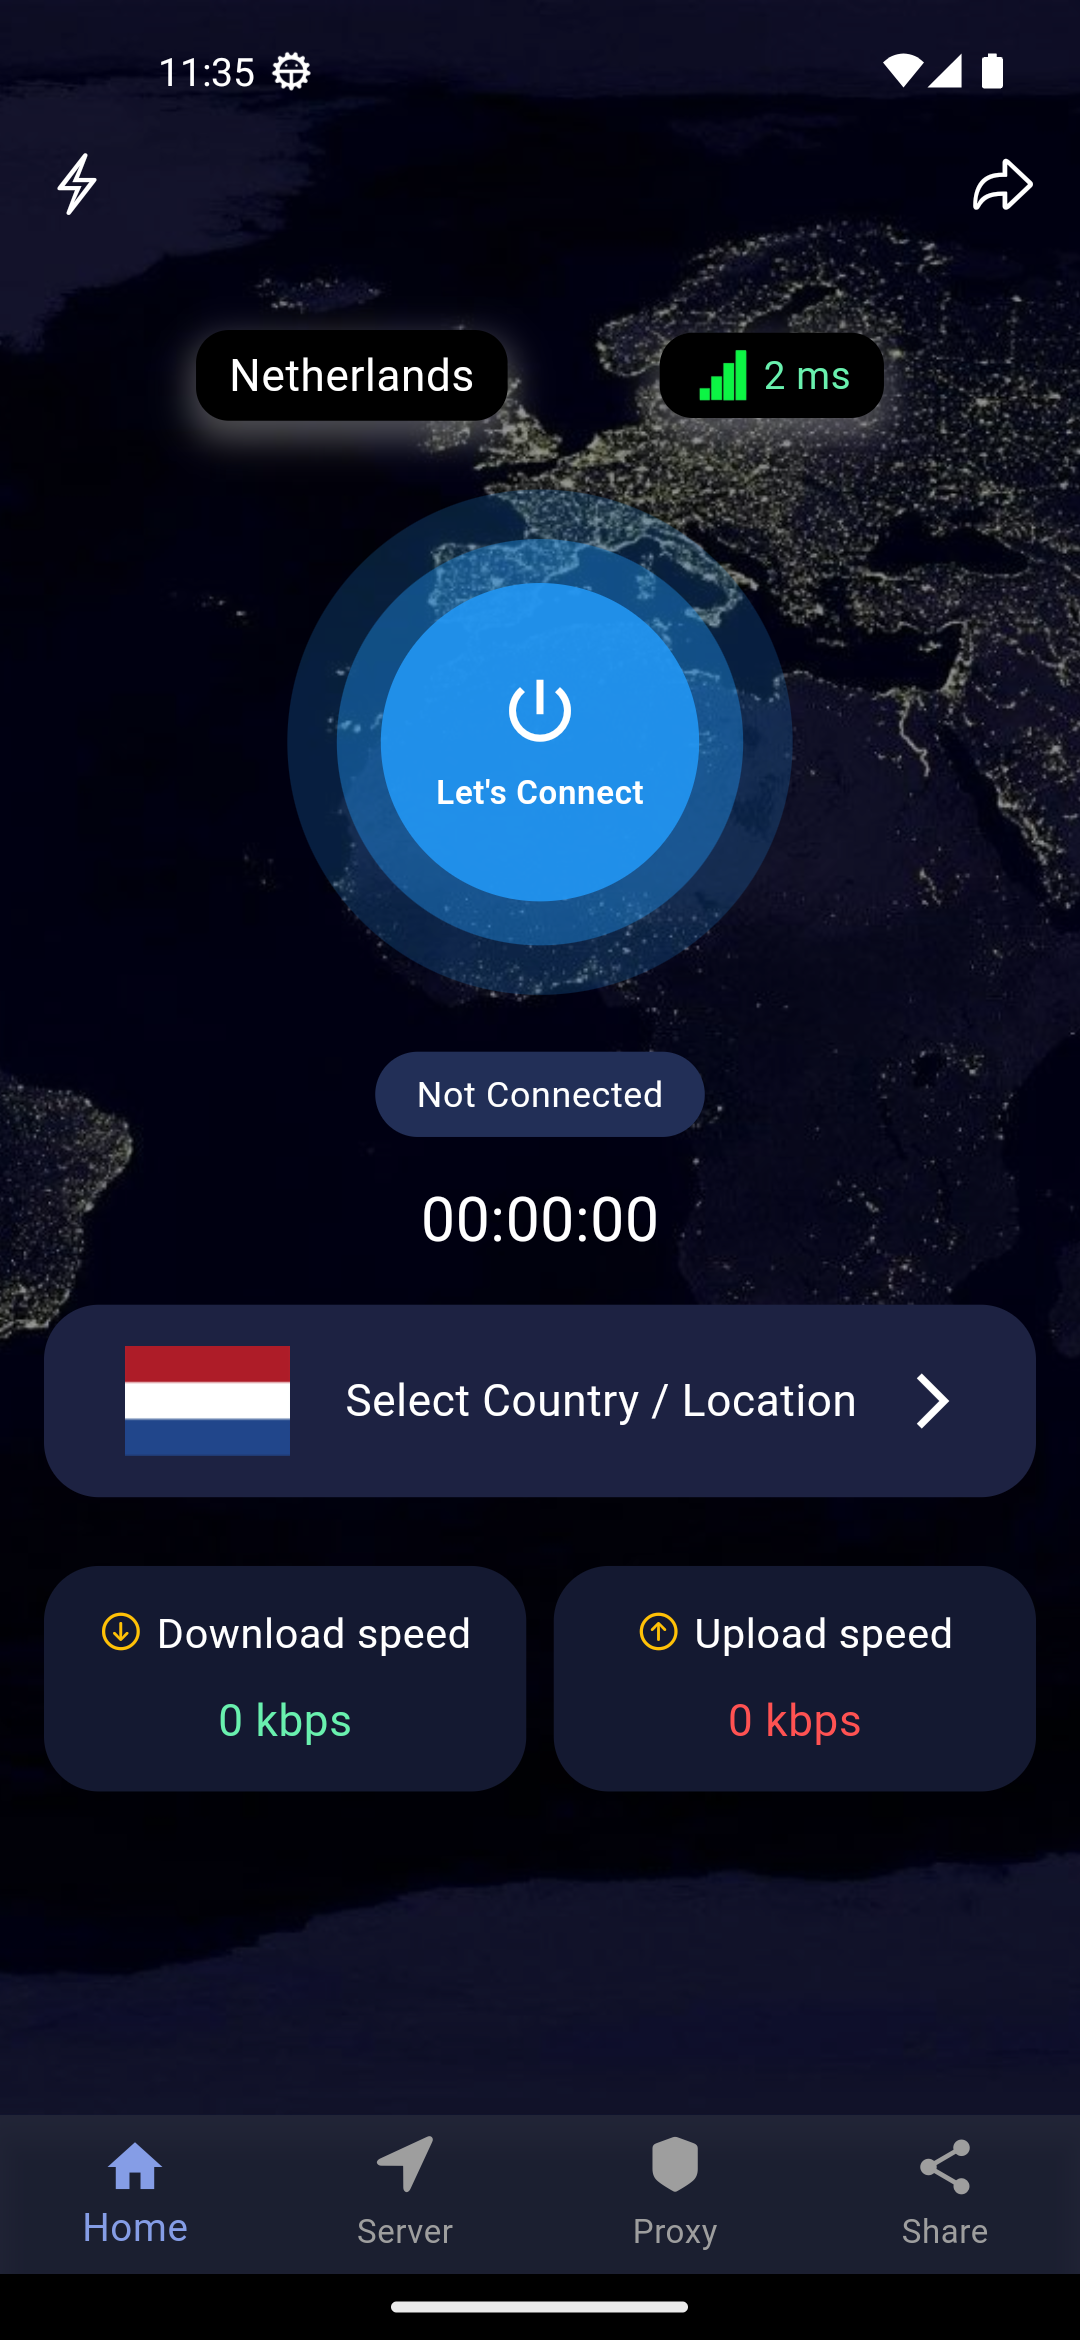 11:35
Netherlands
2 ms
Let's Connect
Not Connected
00:00:00
Select Country / Location
Download speed
0 kbps
Upload speed
0 kbps
Home
Server
Proxy
Share